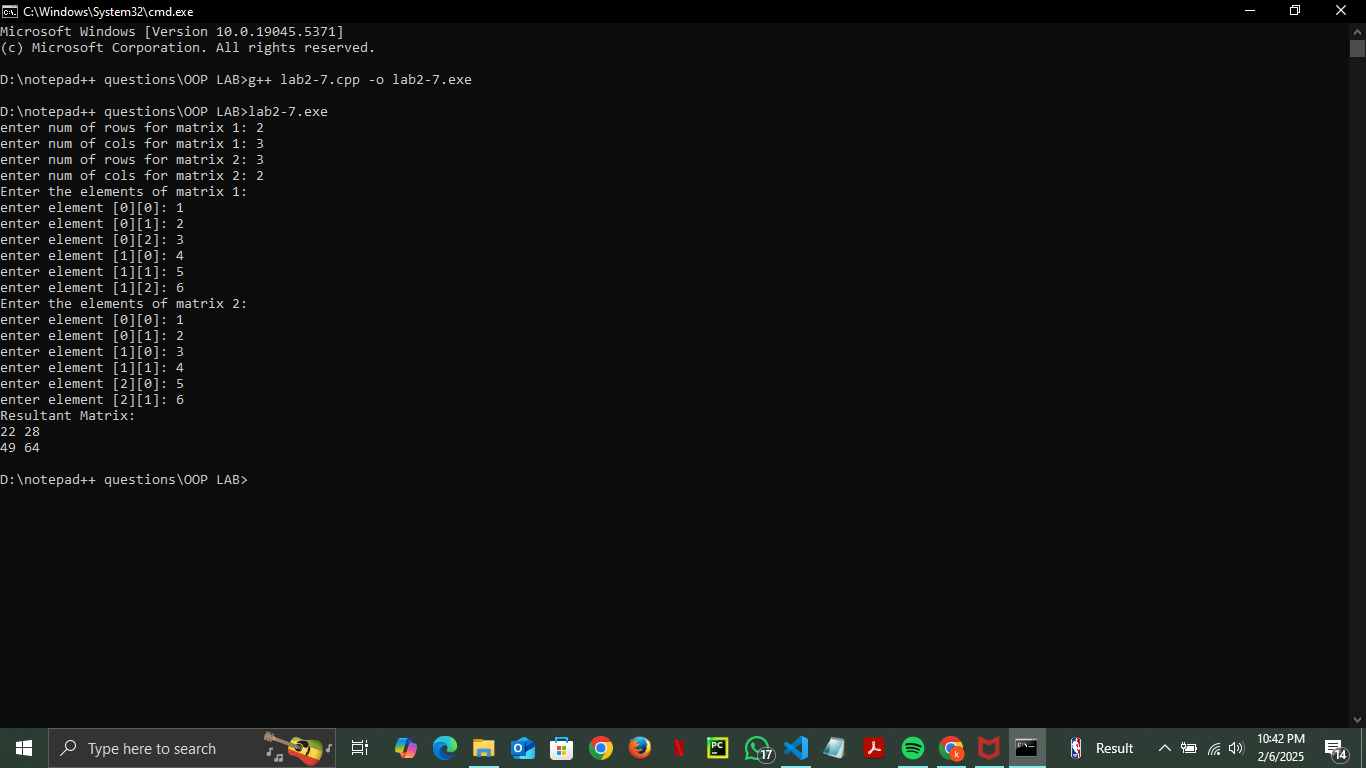 C:\Windows\System32\cmd.exe
Microsoft Windows [Version 10.0.19045.5371]
(c) Microsoft Corporation. All rights reserved.
D:\notepad++ questions\OOP LAB>g++ lab2-7.cpp -o lab2-7.exe
D:\notepad++ questions\OOP LAB>lab2-7.exe
enter num of rows for matrix 1: 2
enter num of cols for matrix 1: 3
enter num of rows for matrix 2: 3
enter num of cols for matrix 2: 2
Enter the elements of matrix 1:
enter element [0][0]: 1
enter element [0][1]: 2
enter element [0][2]: 3
enter element [1][0]: 4
enter element [1][1]: 5
enter element [1][2]: 6
Enter the elements of matrix 2:
enter element [0][0]: 1
enter element [0][1]: 2
enter element [1][0]: 3
enter element [1][1]: 4
enter element [2][0]: 5
enter element [2][1]: 6
Resultant Matrix:
22 28
49 64
D:\notepad++ questions\OOP LAB>
Type here to search
PC
17
k
Result
10:42 PM
2/6/2025
14